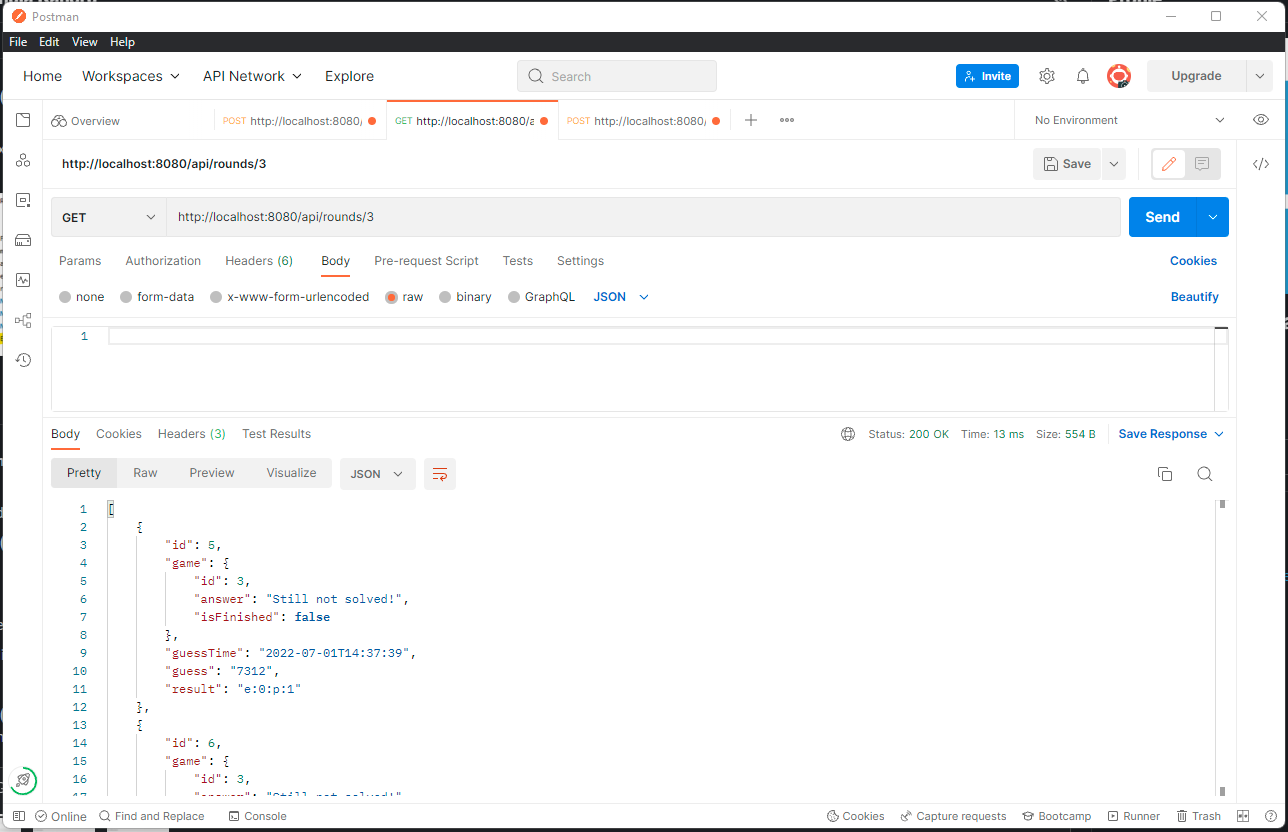 Postman
File Edit View Help
Home Workspaces API Network Explore Search Invite Upgrade
Overview POST http://localhost:8080/ GET http://localhost:8080/a POST http://localhost:8080/ No Environment
http://localhost:8080/api/rounds/3 Save
GET http://localhost:8080/api/rounds/3 Send
Params Authorization Headers (6) Body Pre-request Script Tests Settings Cookies
none form-data x-www-form-urlencoded raw binary GraphQL JSON Beautify
1
Body Cookies Headers (3) Test Results Status: 200 OK Time: 13 ms Size: 554 B Save Response
Pretty Raw Preview Visualize JSON
1 [
2 {
3 "id": 5,
4 "game": {
5 "id": 3,
6 "answer": "Still not solved!",
7 "isFinished": false
8 },
9 "guessTime": "2022-07-01T14:37:39",
10 "guess": "7312",
11 "result": "e:0:p:1"
12 },
13 {
14 "id": 6,
15 "game": {
16 "id": 3,
17 "answer": "Still not solved!",
Online Find and Replace Console Cookies Capture requests Bootcamp Runner Trash